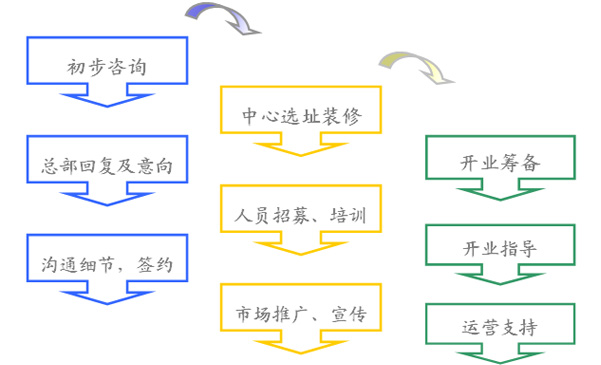 初步咨询
总部回复及意向
沟通细节，签约
中心选址装修
人员招募、培训
市场推广、宣传
开业筹备
开业指导
运营支持